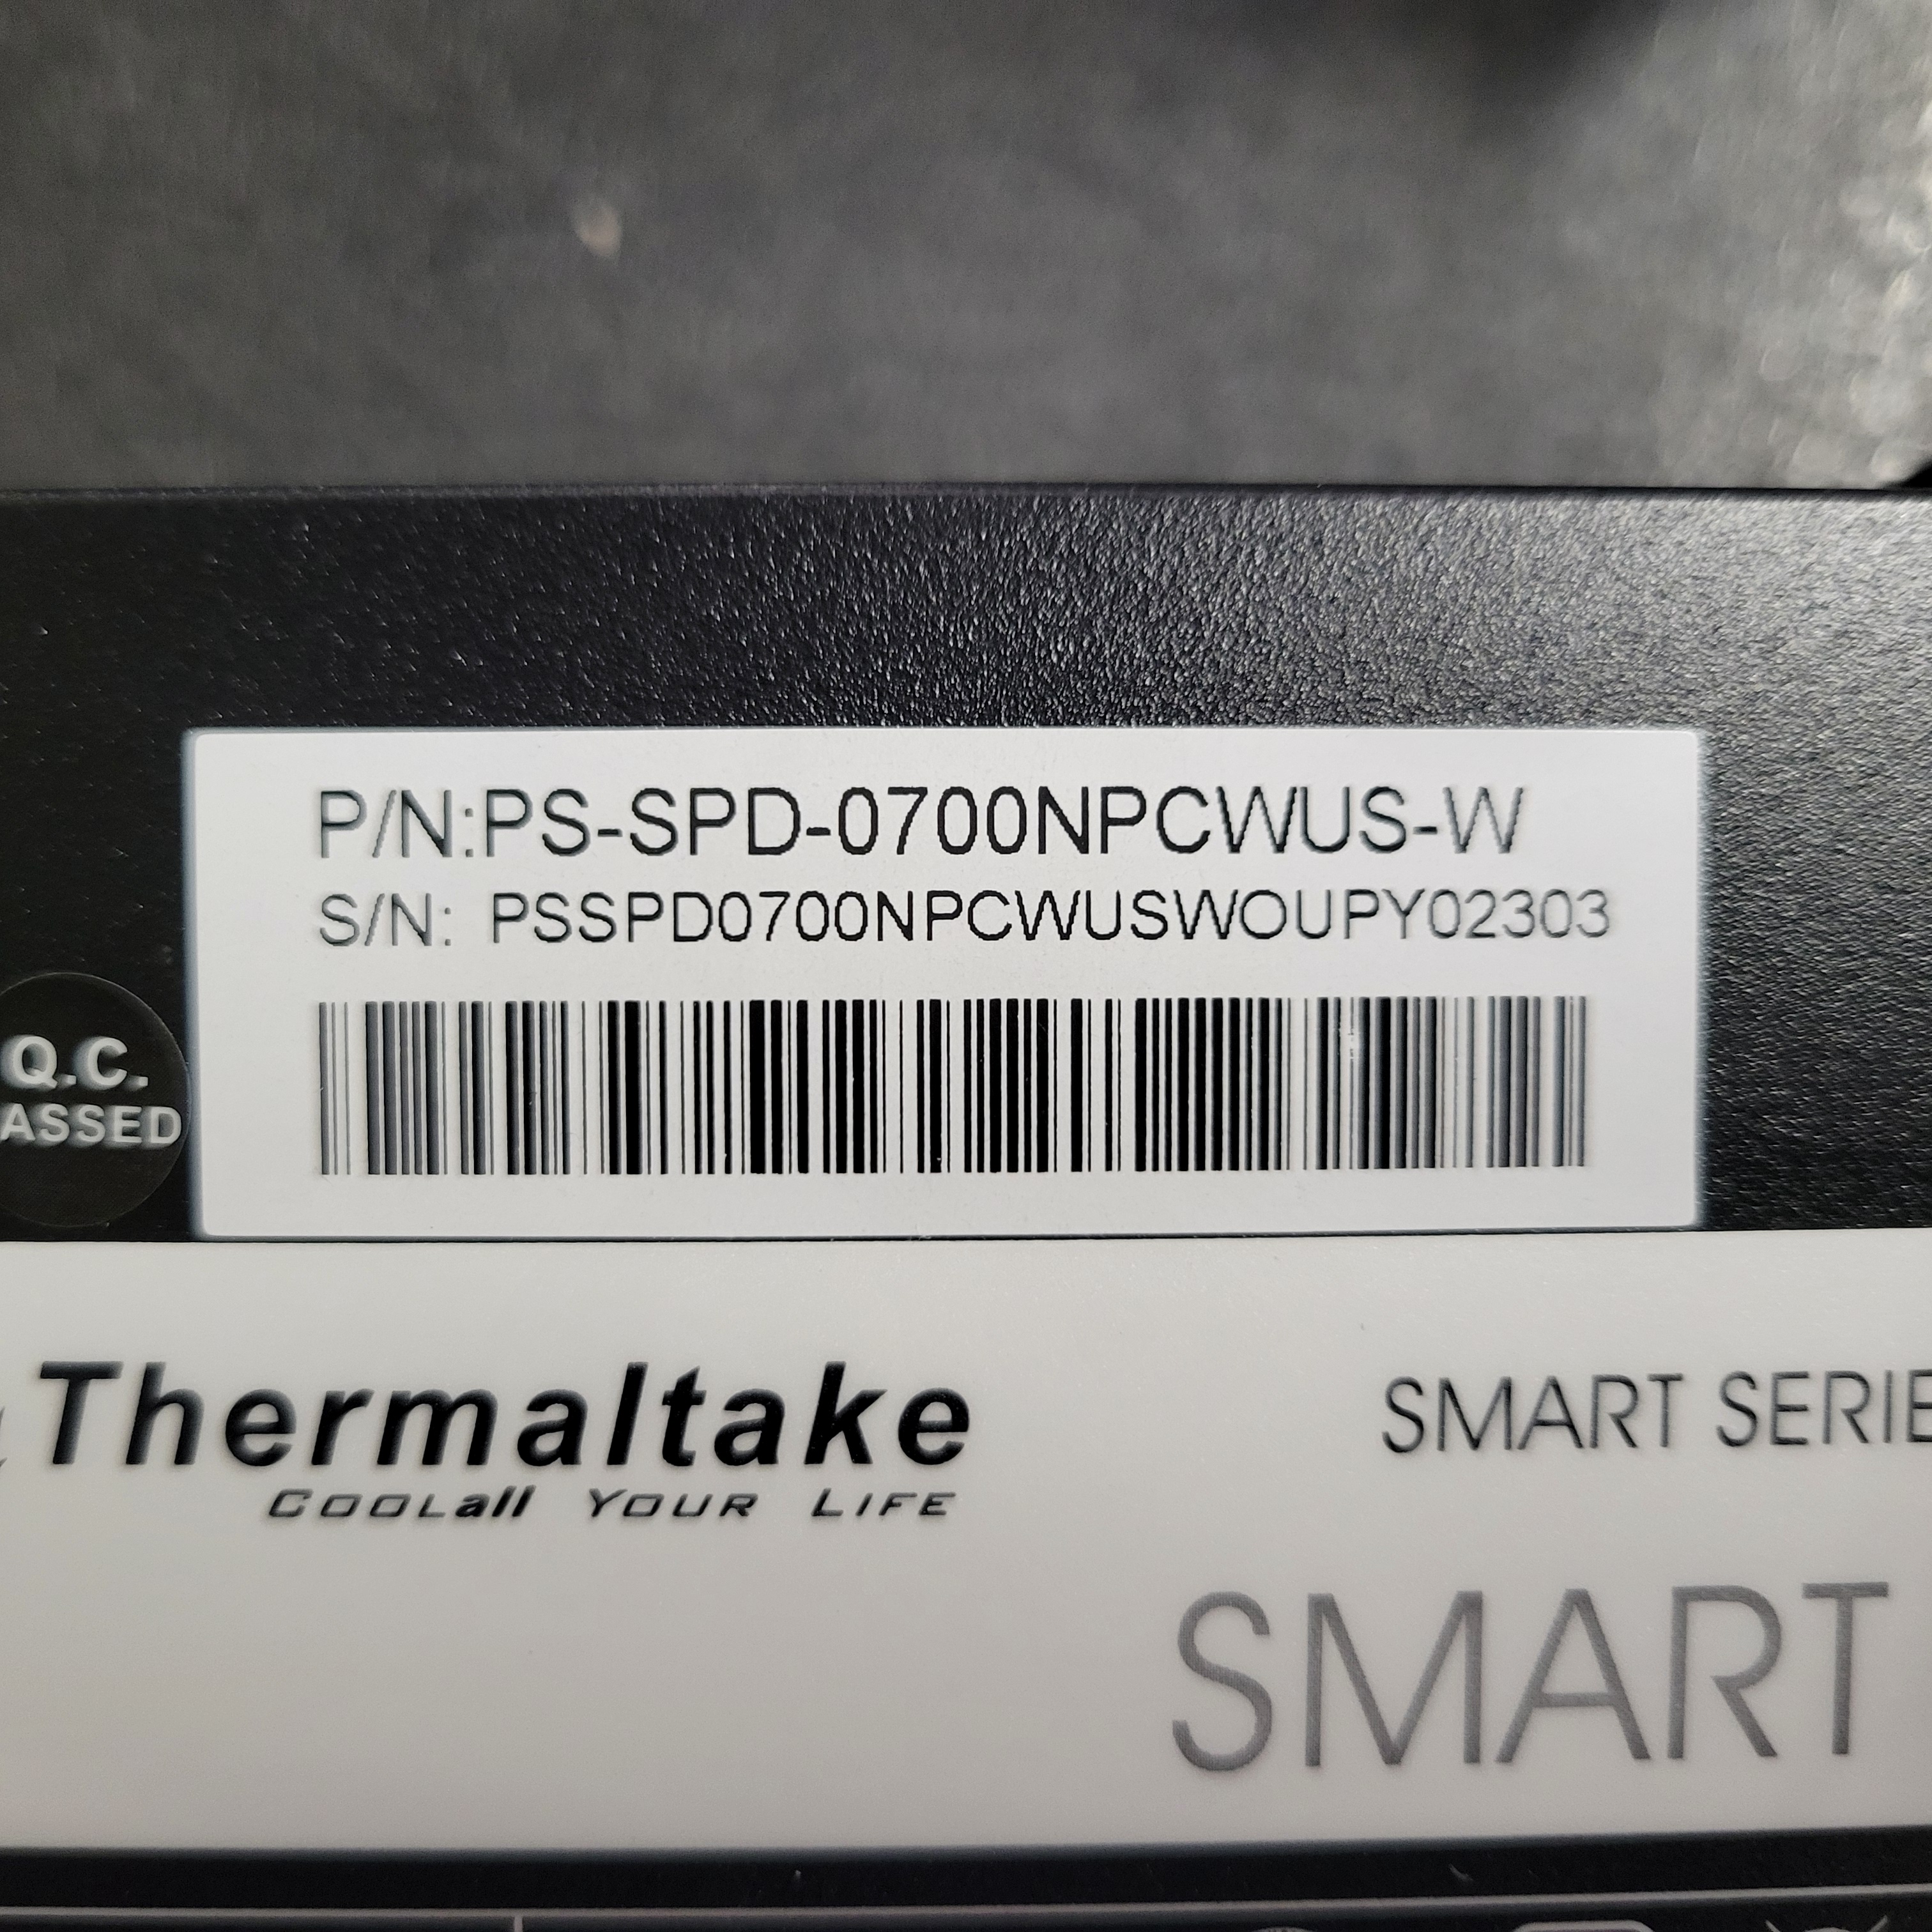 P/N:PS-SPD-0700NPCWUS-W
S/N: PSSPD0700NPCWUSWOUPY02303
Q.C.
ASSED
Thermaltake
COOLall YOUR LIFE
SMART SERIE
SMART